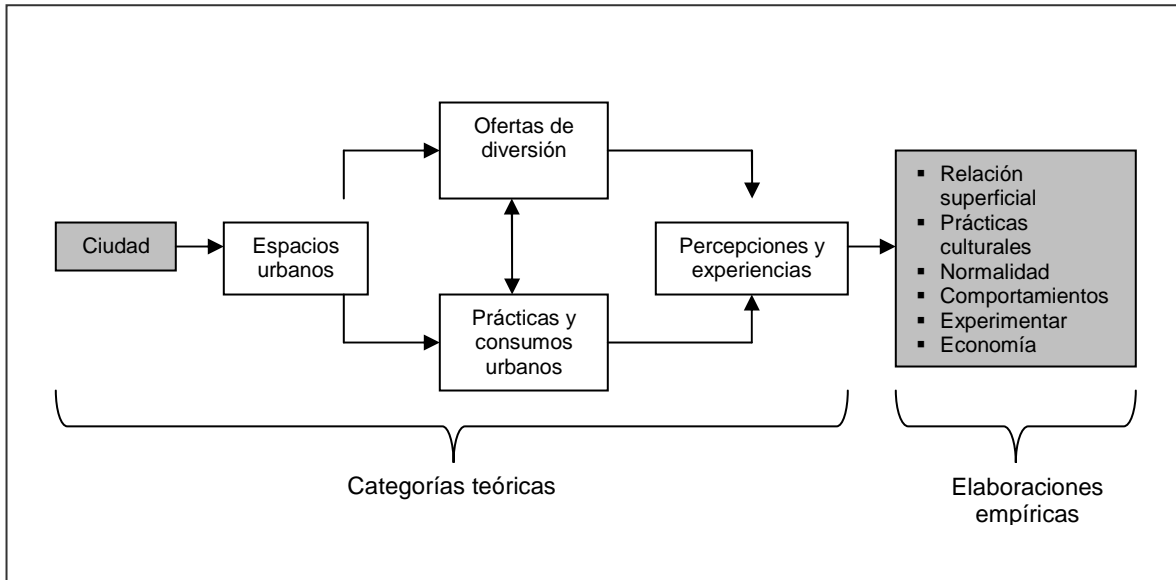 Ciudad
Espacios
urbanos
Ofertas de
diversión
Prácticas y
consumos
urbanos
Percepciones y
experiencias
▪ Relación
superficial
▪ Prácticas
culturales
▪ Normalidad
▪ Comportamientos
▪ Experimentar
▪ Economía
Categorías teóricas
Elaboraciones
empíricas